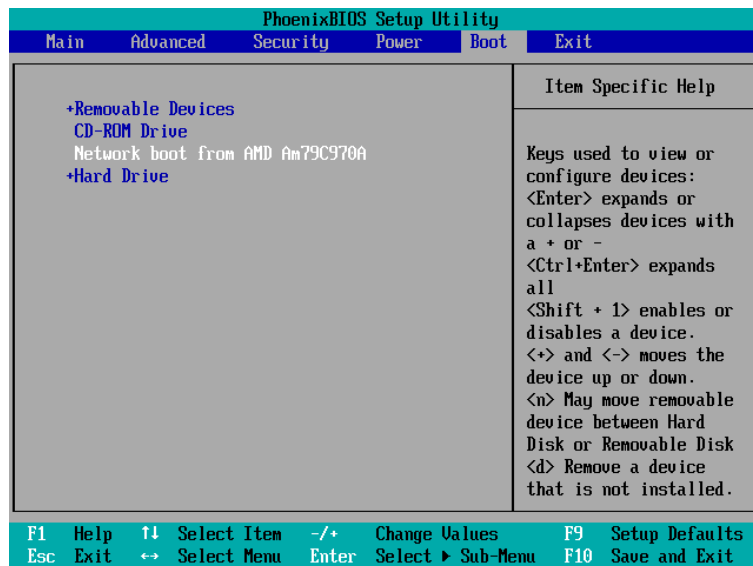 PhoenixBIOS Setup Utility
Main Advanced Security Power Boot Exit
+Removable Devices
CD-ROM Drive
Network boot from AMD Am79C970A
+Hard Drive
Item Specific Help
Keys used to view or
configure devices:
<Enter> expands or
collapses devices with
a + or -
<Ctrl+Enter> expands
all
<Shift + 1> enables or
disables a device.
<+> and <-> moves the
device up or down.
<n> May move removable
device between Hard
Disk or Removable Disk
<d> Remove a device
that is not installed.
F1 Help ↑↓ Select Item -/+ Change Values F9 Setup Defaults
Esc Exit ↔ Select Menu Enter Select ▶ Sub-Menu F10 Save and Exit